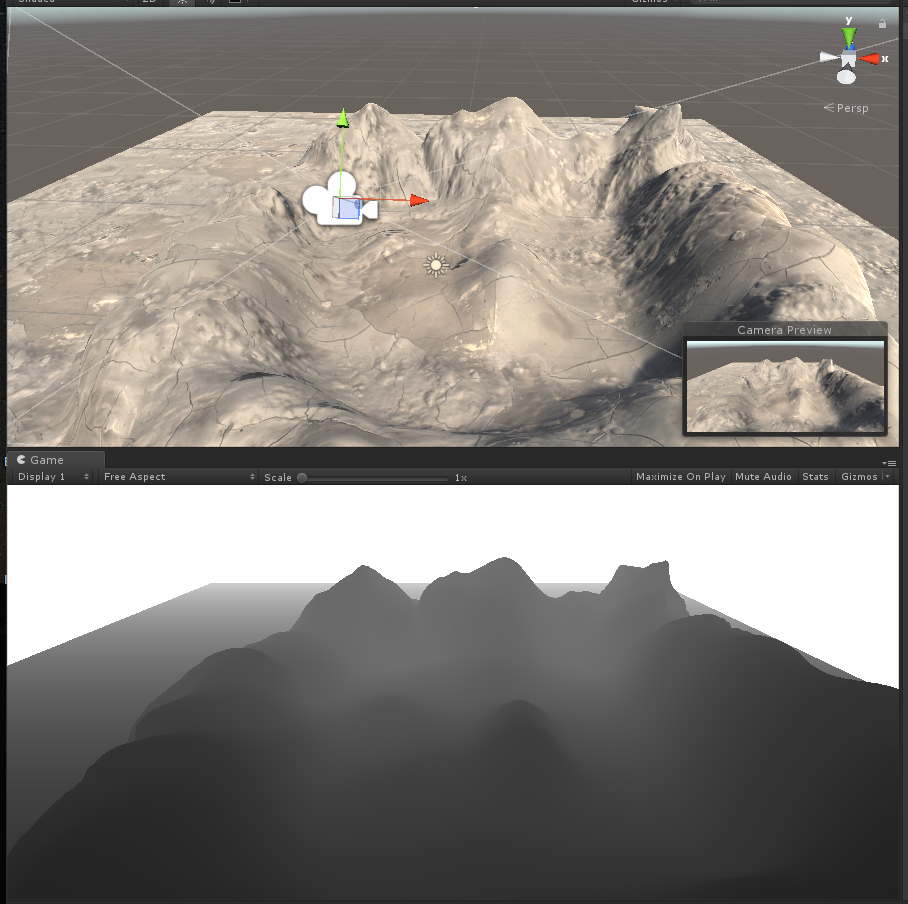 Shaded 2D Gizmos
y
x
Persp
Camera Preview
Game
Display 1 Free Aspect Scale 1x Maximize On Play Mute Audio Stats Gizmos